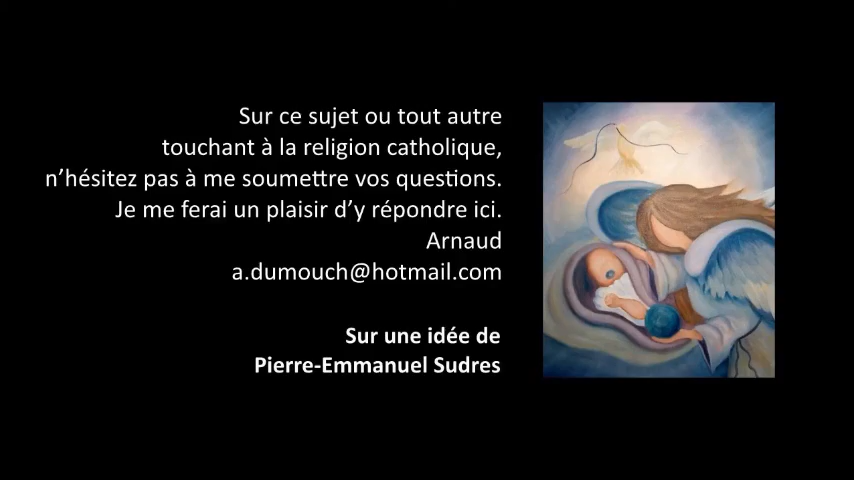 Sur ce sujet ou tout autre
touchant à la religion catholique,
n’hésitez pas à me soumettre vos questions.
Je me ferai un plaisir d’y répondre ici.
Arnaud
a.dumouch@hotmail.com
Sur une idée de
Pierre-Emmanuel Sudres